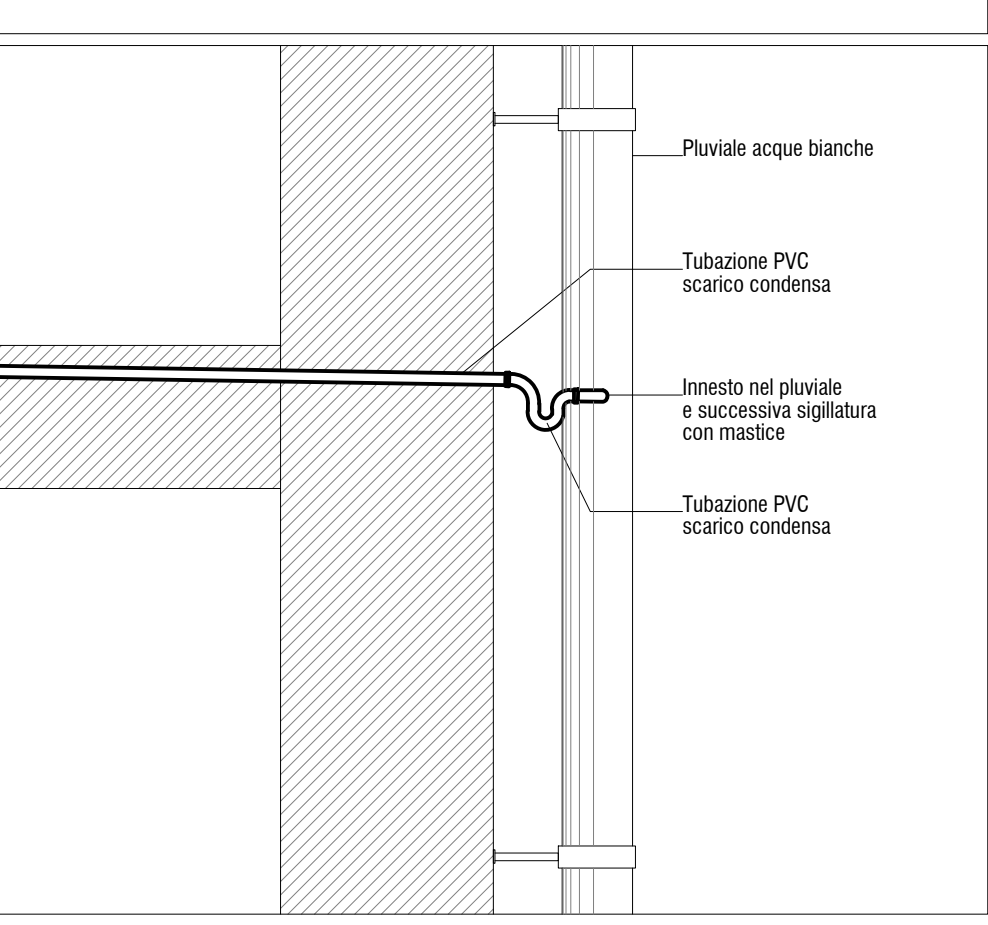 Pluviale acque bianche
Tubazione PVC
scarico condensa
Innesto nel pluviale
e successiva sigillatura
con mastice
Tubazione PVC
scarico condensa